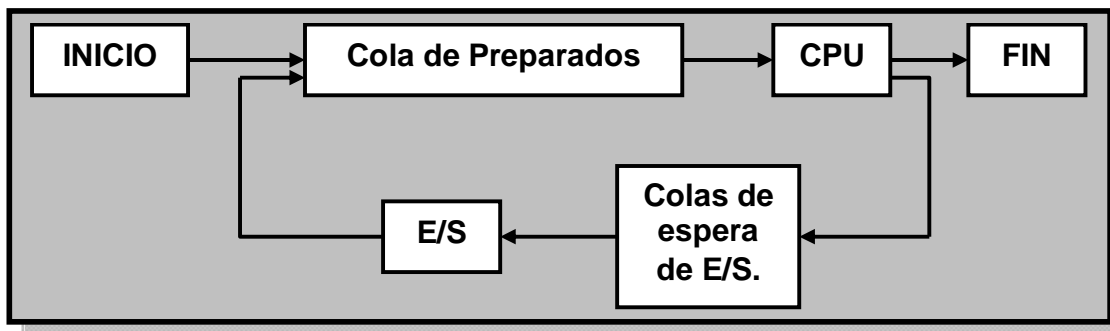 INICIO
Cola de Preparados
CPU
FIN
E/S
Colas de
espera
de E/S.